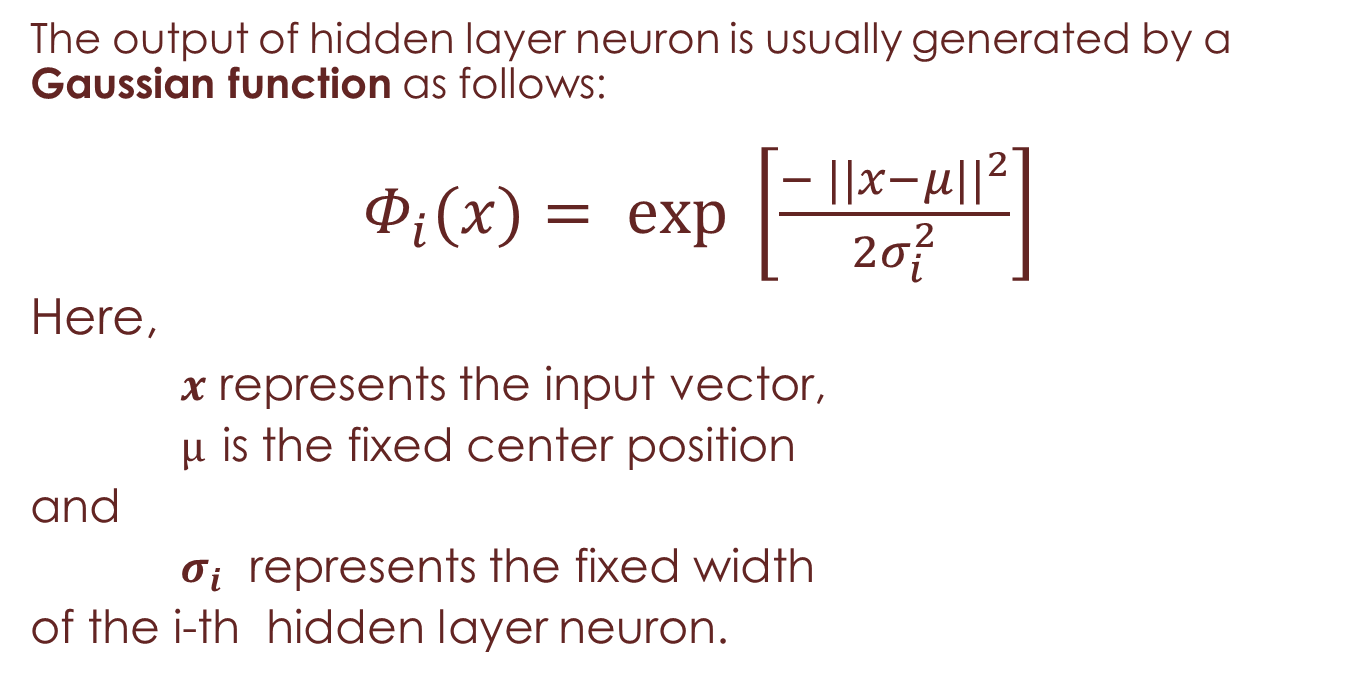 The output of hidden layer neuron is usually generated by a
Gaussian function as follows:
Φᵢ(x) = exp [ − ||x−μ||² / 2σᵢ² ]
Here,
x represents the input vector,
μ is the fixed center position
and
σᵢ represents the fixed width
of the i-th hidden layer neuron.